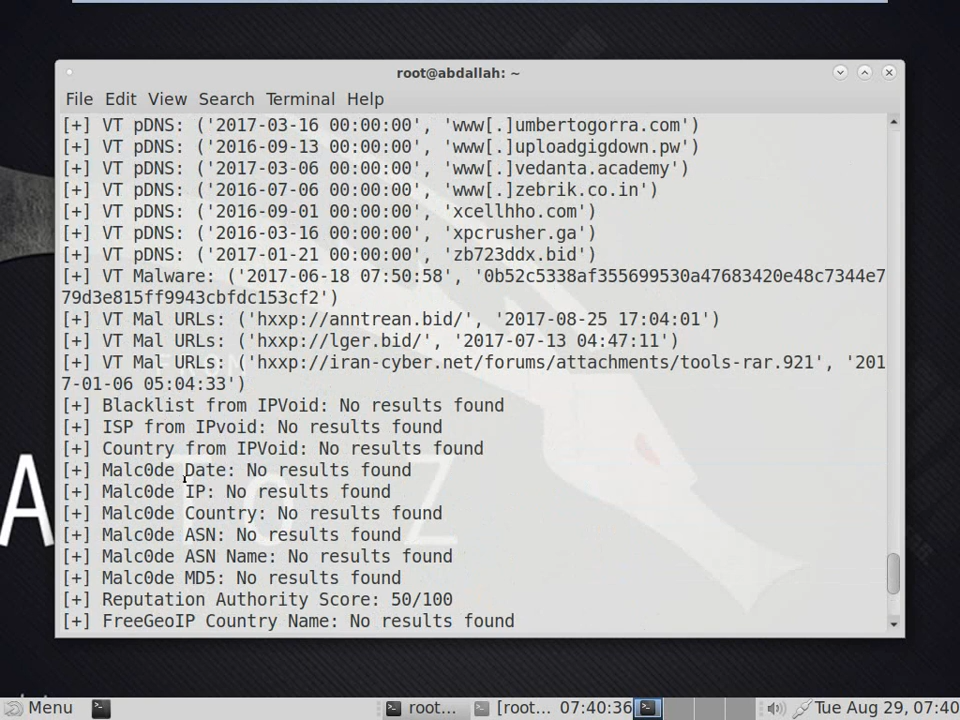 root@abdallah: ~
File Edit View Search Terminal Help
[+] VT pDNS: ('2017-03-16 00:00:00', 'www[.]umbertogorra.com')
[+] VT pDNS: ('2016-09-13 00:00:00', 'www[.]uploadgigdown.pw')
[+] VT pDNS: ('2017-03-06 00:00:00', 'www[.]vedanta.academy')
[+] VT pDNS: ('2016-07-06 00:00:00', 'www[.]zebrik.co.in')
[+] VT pDNS: ('2016-09-01 00:00:00', 'xcellhho.com')
[+] VT pDNS: ('2016-03-16 00:00:00', 'xpcrusher.ga')
[+] VT pDNS: ('2017-01-21 00:00:00', 'zb723ddx.bid')
[+] VT Malware: ('2017-06-18 07:50:58', '0b52c5338af355699530a47683420e48c7344e7
79d3e815ff9943cbfdc153cf2')
[+] VT Mal URLs: ('hxxp://anntrean.bid/', '2017-08-25 17:04:01')
[+] VT Mal URLs: ('hxxp://lger.bid/', '2017-07-13 04:47:11')
[+] VT Mal URLs: ('hxxp://iran-cyber.net/forums/attachments/tools-rar.921', '201
7-01-06 05:04:33')
[+] Blacklist from IPVoid: No results found
[+] ISP from IPvoid: No results found
[+] Country from IPVoid: No results found
[+] Malc0de Date: No results found
[+] Malc0de IP: No results found
[+] Malc0de Country: No results found
[+] Malc0de ASN: No results found
[+] Malc0de ASN Name: No results found
[+] Malc0de MD5: No results found
[+] Reputation Authority Score: 50/100
[+] FreeGeoIP Country Name: No results found
FROM
A To Z
Menu root... [root... 07:40:36 Tue Aug 29, 07:40